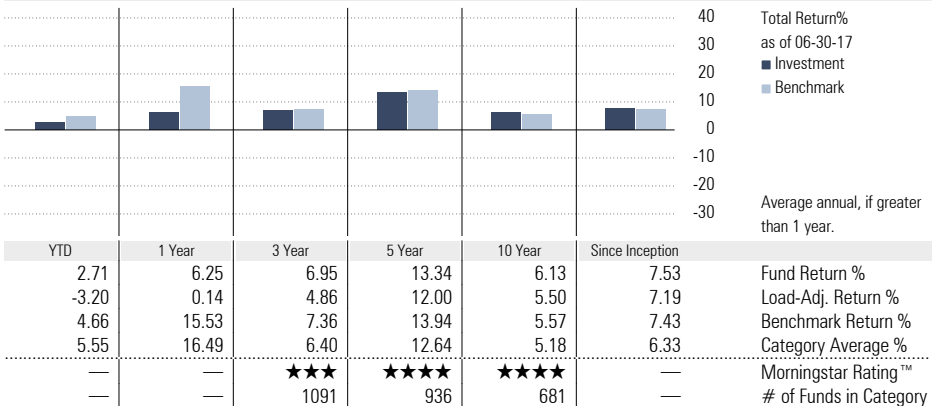 40
Total Return%
30
as of 06-30-17
20
Investment
10
Benchmark
0
-10
-20
-30
Average annual, if greater
than 1 year.
YTD 1 Year 3 Year 5 Year 10 Year Since Inception
2.71 6.25 6.95 13.34 6.13 7.53 Fund Return %
-3.20 0.14 4.86 12.00 5.50 7.19 Load-Adj. Return %
4.66 15.53 7.36 13.94 5.57 7.43 Benchmark Return %
5.55 16.49 6.40 12.64 5.18 6.33 Category Average %
— — ★★★ ★★★★ ★★★★ — Morningstar Rating™
— — 1091 936 681 — # of Funds in Category